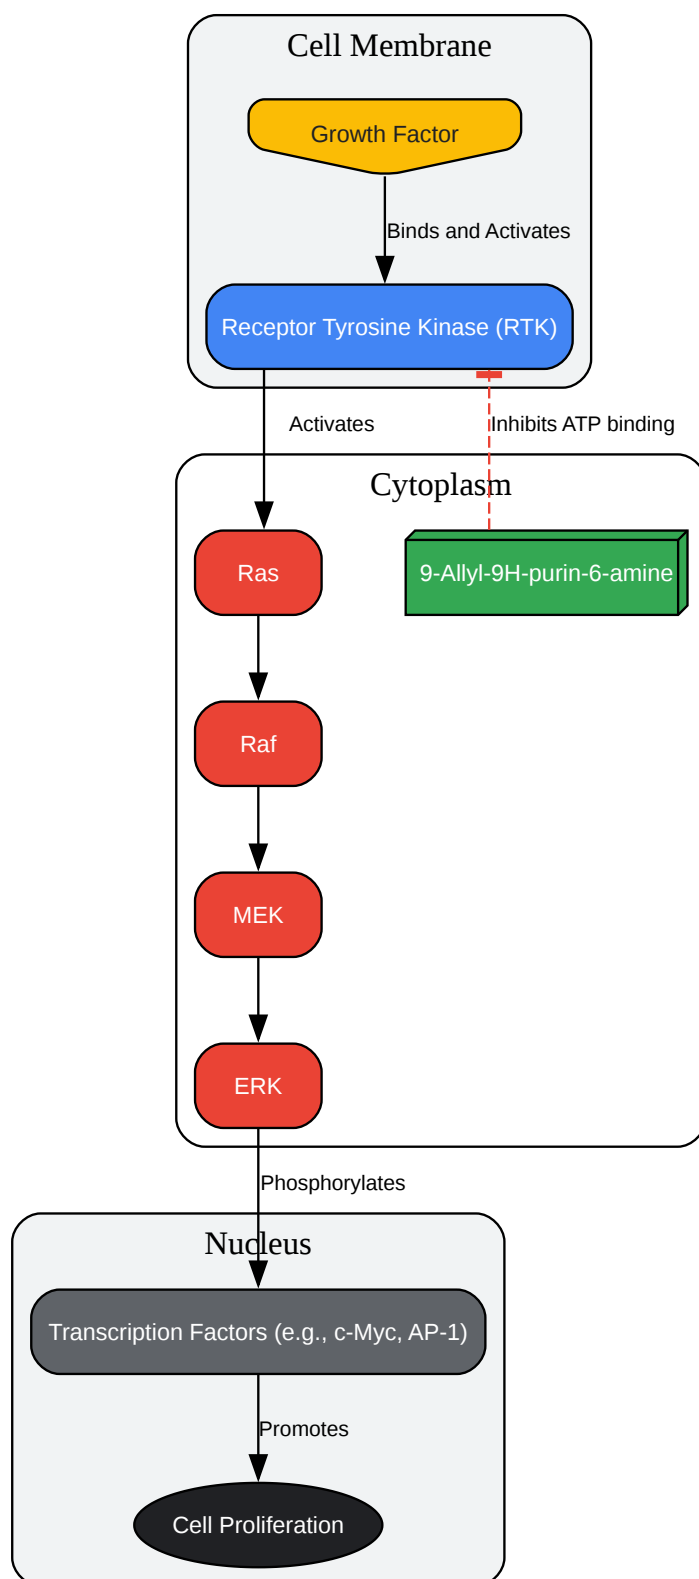 Cell Membrane
Growth Factor
Binds and Activates
Receptor Tyrosine Kinase (RTK)
Activates
Inhibits ATP binding
Cytoplasm
Ras
9-Allyl-9H-purin-6-amine
Raf
MEK
ERK
Phosphorylates
Nucleus
Transcription Factors (e.g., c-Myc, AP-1)
Promotes
Cell Proliferation